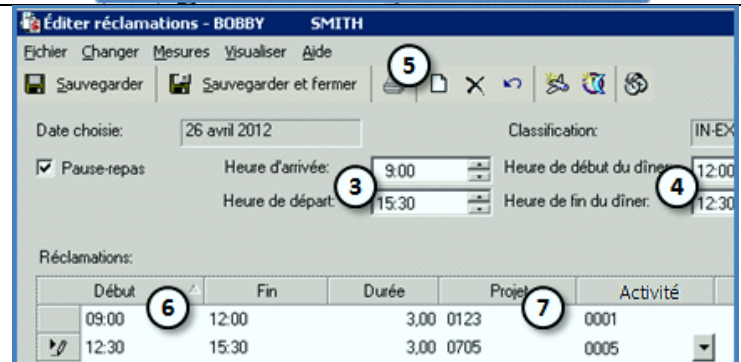 Éditer réclamations - BOBBY SMITH
Fichier Changer Mesures Visualiser Aide
5
Sauvegarder Sauvegarder et fermer
Date choisie: 26 avril 2012 Classification: IN-EX
Pause-repas Heure d'arrivée: 9:00 Heure de début du dîner: 12:00
3 4
Heure de départ: 15:30 Heure de fin du dîner: 12:30
Réclamations:
Début Fin Durée Projet Activité
6 7
09:00 12:00 3,00 0123 0001
12:30 15:30 3,00 0705 0005